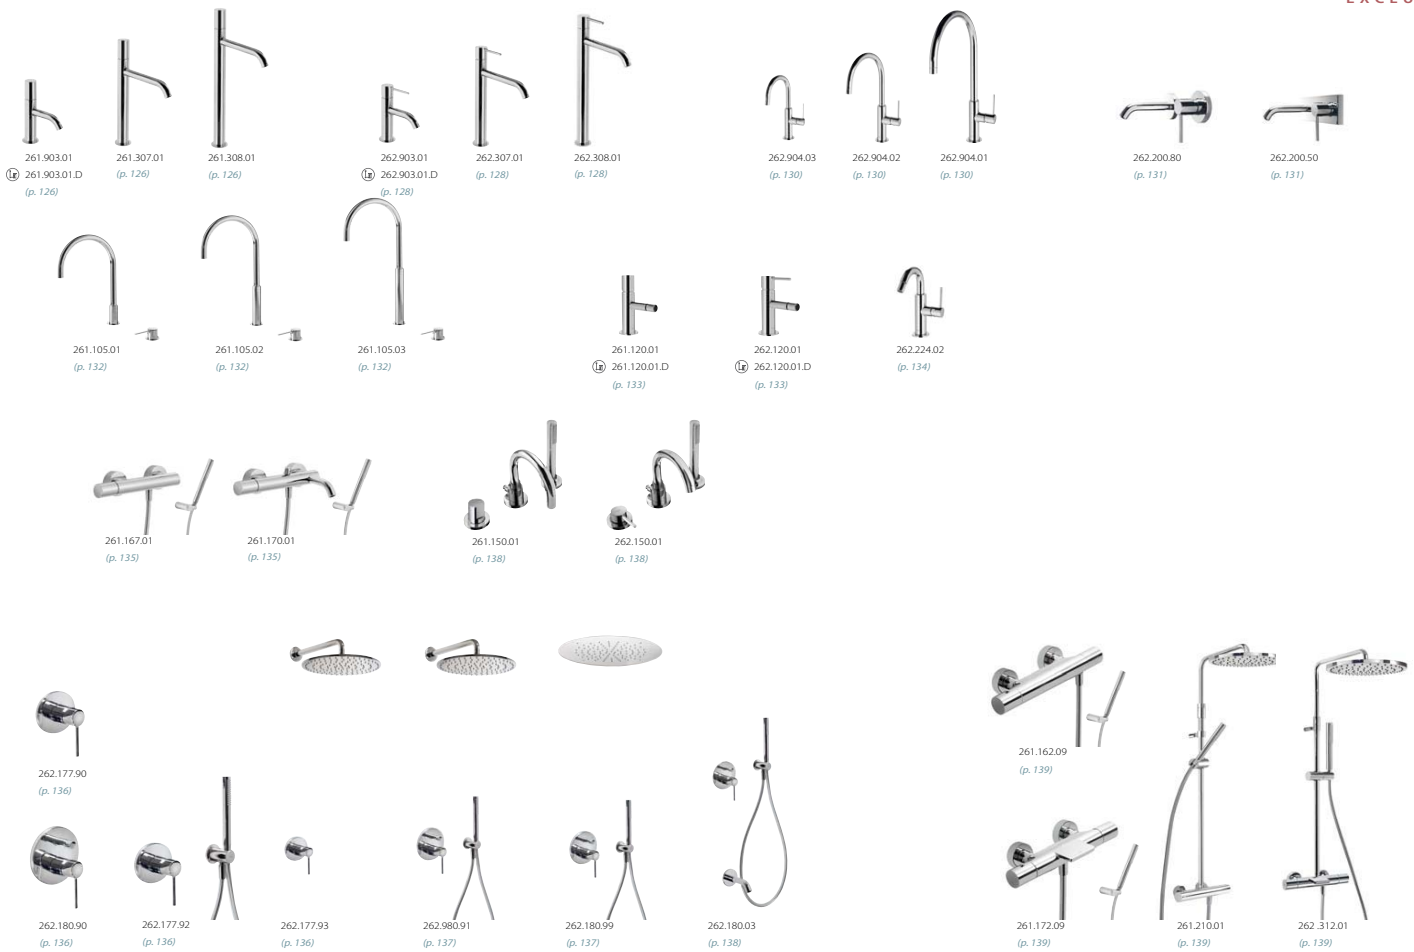 261.903.01
261.903.01.D
(p. 126)
261.307.01
(p. 126)
261.308.01
(p. 126)
262.903.01
262.903.01.D
(p. 128)
262.307.01
(p. 128)
262.308.01
(p. 128)
262.904.03
(p. 130)
262.904.02
(p. 130)
262.904.01
(p. 130)
262.200.80
(p. 131)
262.200.50
(p. 131)
261.105.01
(p. 132)
261.105.02
(p. 132)
261.105.03
(p. 132)
261.120.01
261.120.01.D
(p. 133)
262.120.01
262.120.01.D
(p. 133)
262.224.02
(p. 134)
261.167.01
(p. 135)
261.170.01
(p. 135)
261.150.01
(p. 138)
262.150.01
(p. 138)
262.177.90
(p. 136)
261.162.09
(p. 139)
262.180.90
(p. 136)
262.177.92
(p. 136)
262.177.93
(p. 136)
262.980.91
(p. 137)
262.180.99
(p. 137)
262.180.03
(p. 138)
261.172.09
(p. 139)
261.210.01
(p. 139)
262.312.01
(p. 139)